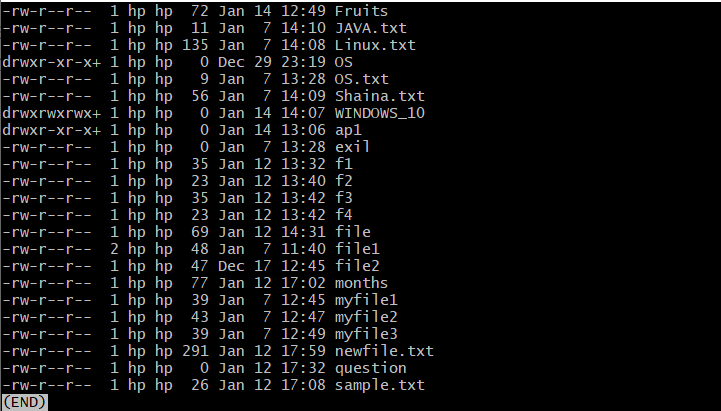 -rw-r--r--  1 hp hp  72 Jan 14 12:49 Fruits
-rw-r--r--  1 hp hp  11 Jan  7 14:10 JAVA.txt
-rw-r--r--  1 hp hp 135 Jan  7 14:08 Linux.txt
drwxr-xr-x+ 1 hp hp   0 Dec 29 23:19 OS
-rw-r--r--  1 hp hp   9 Jan  7 13:28 OS.txt
-rw-r--r--  1 hp hp  56 Jan  7 14:09 Shaina.txt
drwxrwxrwx+ 1 hp hp   0 Jan 14 14:07 WINDOWS_10
drwxr-xr-x+ 1 hp hp   0 Jan 14 13:06 ap1
-rw-r--r--  1 hp hp   0 Jan  7 13:28 exil
-rw-r--r--  1 hp hp  35 Jan 12 13:32 f1
-rw-r--r--  1 hp hp  23 Jan 12 13:40 f2
-rw-r--r--  1 hp hp  35 Jan 12 13:42 f3
-rw-r--r--  1 hp hp  23 Jan 12 13:42 f4
-rw-r--r--  1 hp hp  69 Jan 12 14:31 file
-rw-r--r--  2 hp hp  48 Jan  7 11:40 file1
-rw-r--r--  1 hp hp  47 Dec 17 12:45 file2
-rw-r--r--  1 hp hp  77 Jan 12 17:02 months
-rw-r--r--  1 hp hp  39 Jan  7 12:45 myfile1
-rw-r--r--  1 hp hp  43 Jan  7 12:47 myfile2
-rw-r--r--  1 hp hp  39 Jan  7 12:49 myfile3
-rw-r--r--  1 hp hp 291 Jan 12 17:59 newfile.txt
-rw-r--r--  1 hp hp   0 Jan 12 17:32 question
-rw-r--r--  1 hp hp  26 Jan 12 17:08 sample.txt
(END)